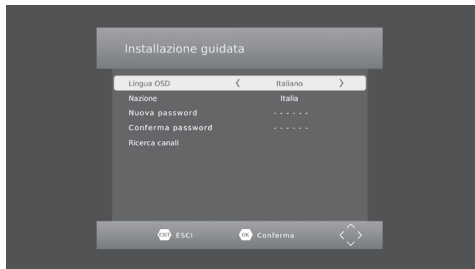 Installazione guidata
Lingua OSD < Italiano >
Nazione Italia
Nuova password - - - - - -
Conferma password - - - - - -
Ricerca canali
EXIT ESCI OK Conferma